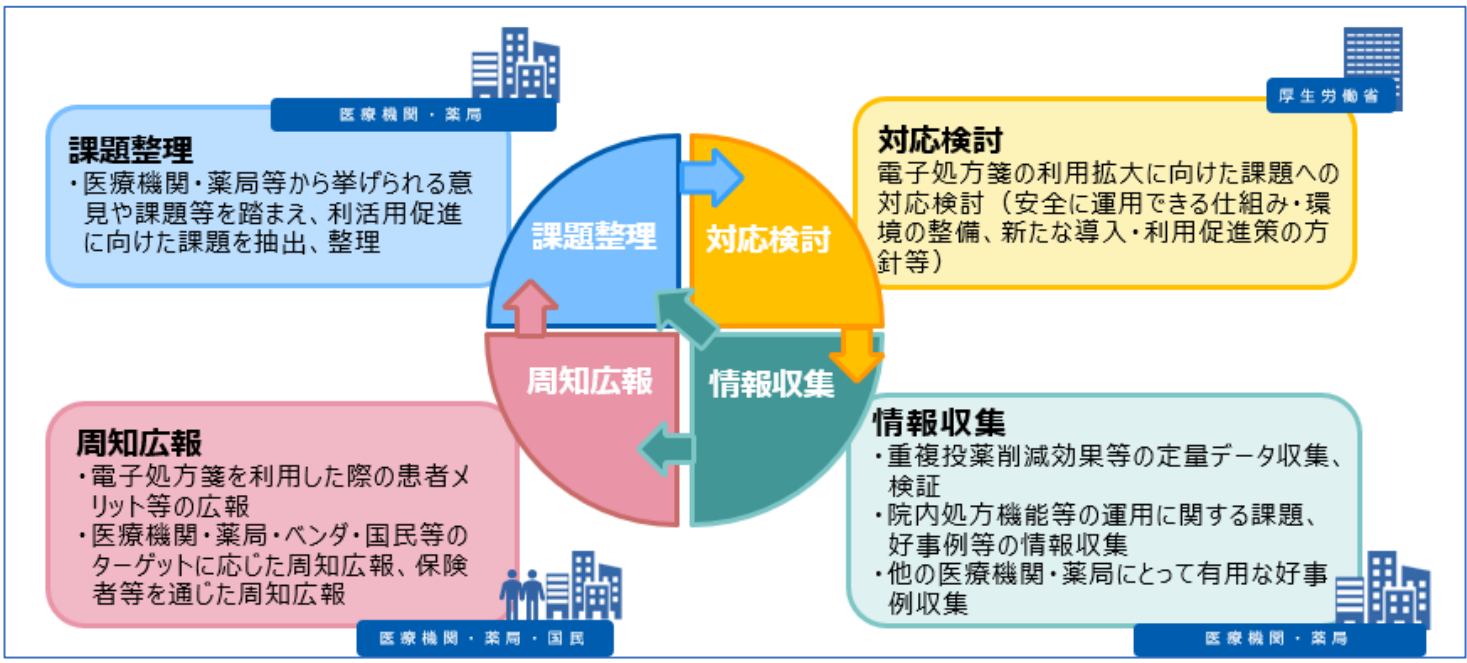 医療機関・薬局
課題整理
・医療機関・薬局等から挙げられる意
見や課題等を踏まえ、利活用促進
に向けた課題を抽出、整理
厚生労働省
対応検討
電子処方箋の利用拡大に向けた課題への
対応検討（安全に運用できる仕組み・環
境の整備、新たな導入・利用促進策の方
針等）
課題整理
対応検討
周知広報
情報収集
周知広報
・電子処方箋を利用した際の患者メ
リット等の広報
・医療機関・薬局・ベンダ・国民等の
ターゲットに応じた周知広報、保険
者等を通じた周知広報
医療機関・薬局・国民
情報収集
・重複投薬削減効果等の定量データ収集、
検証
・院内処方機能等の運用に関する課題、
好事例等の情報収集
・他の医療機関・薬局にとって有用な好事
例収集
医療機関・薬局